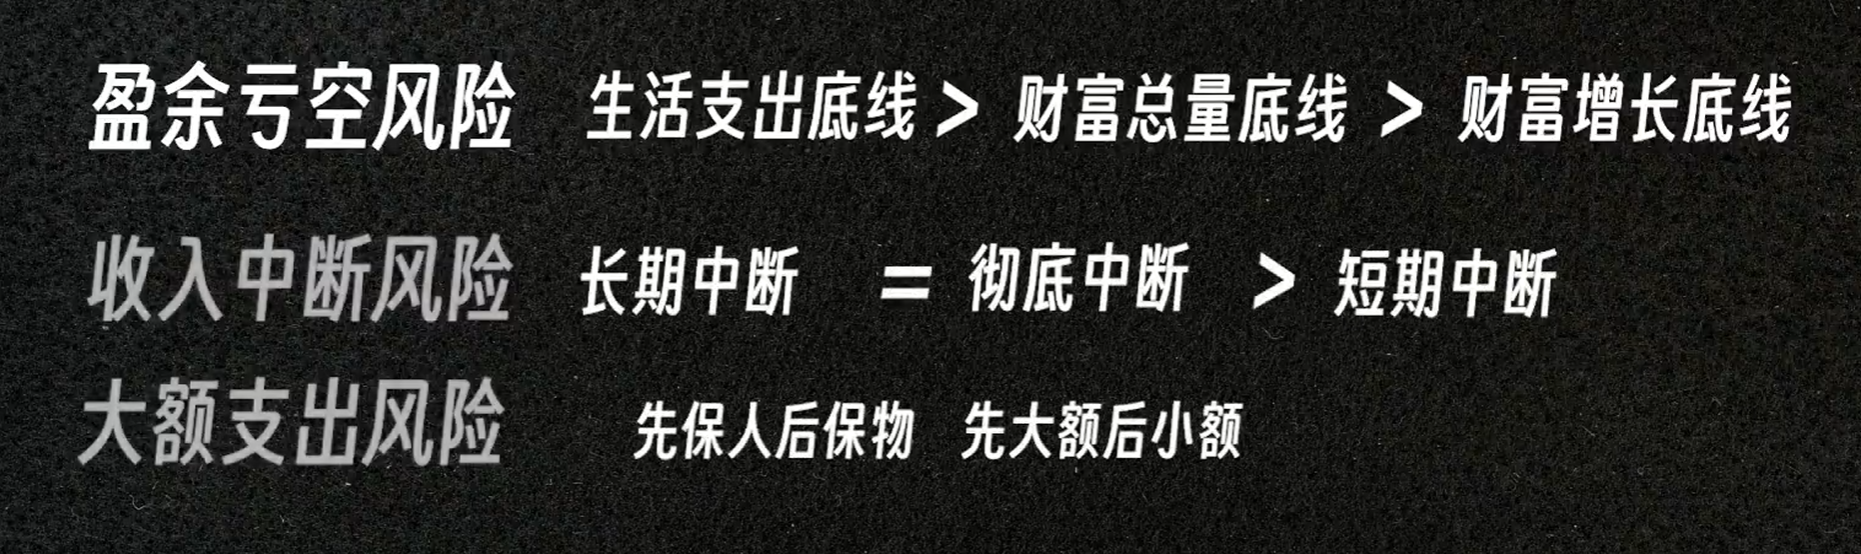 盈余亏空风险 生活支出底线 > 财富总量底线 > 财富增长底线
收入中断风险 长期中断 = 彻底中断 > 短期中断
大额支出风险 先保人后保物 先大额后小额